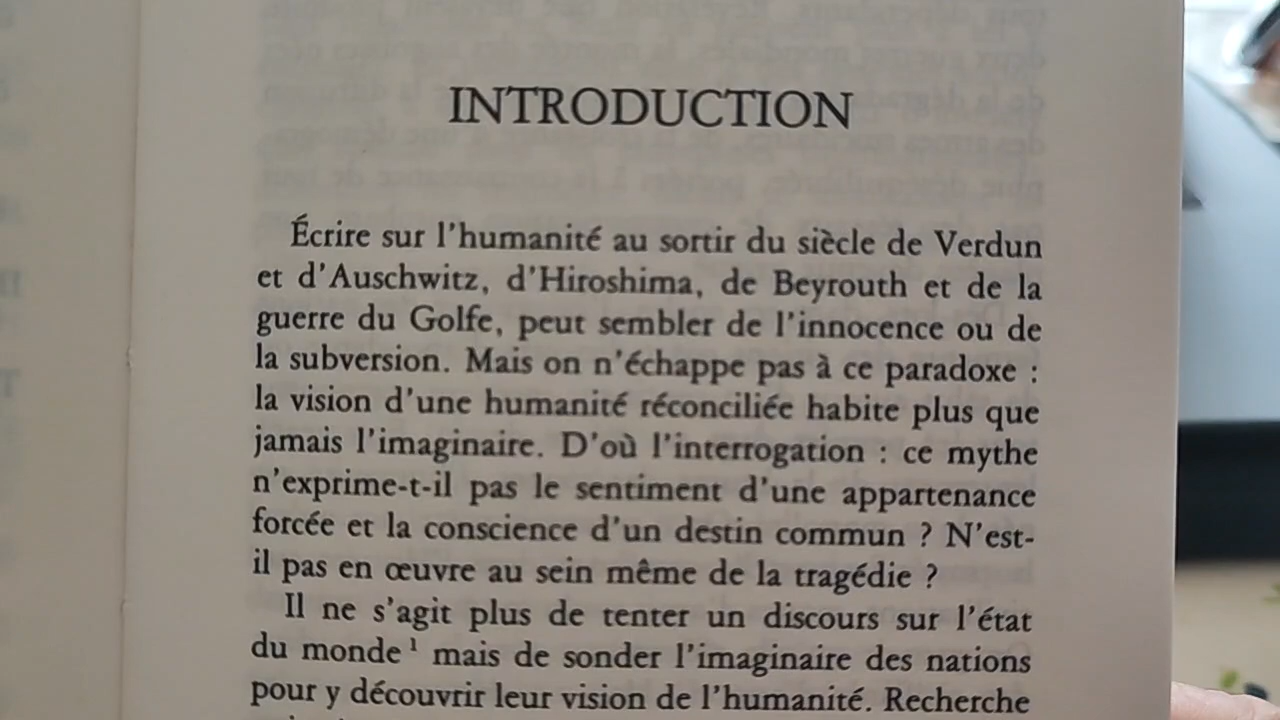 INTRODUCTION
Écrire sur l'humanité au sortir du siècle de Verdun
et d'Auschwitz, d'Hiroshima, de Beyrouth et de la
guerre du Golfe, peut sembler de l'innocence ou de
la subversion. Mais on n'échappe pas à ce paradoxe :
la vision d'une humanité réconciliée habite plus que
jamais l'imaginaire. D'où l'interrogation : ce mythe
n'exprime-t-il pas le sentiment d'une appartenance
forcée et la conscience d'un destin commun ? N'est-
il pas en œuvre au sein même de la tragédie ?
Il ne s'agit plus de tenter un discours sur l'état
du monde ¹ mais de sonder l'imaginaire des nations
pour y découvrir leur vision de l'humanité. Recherche